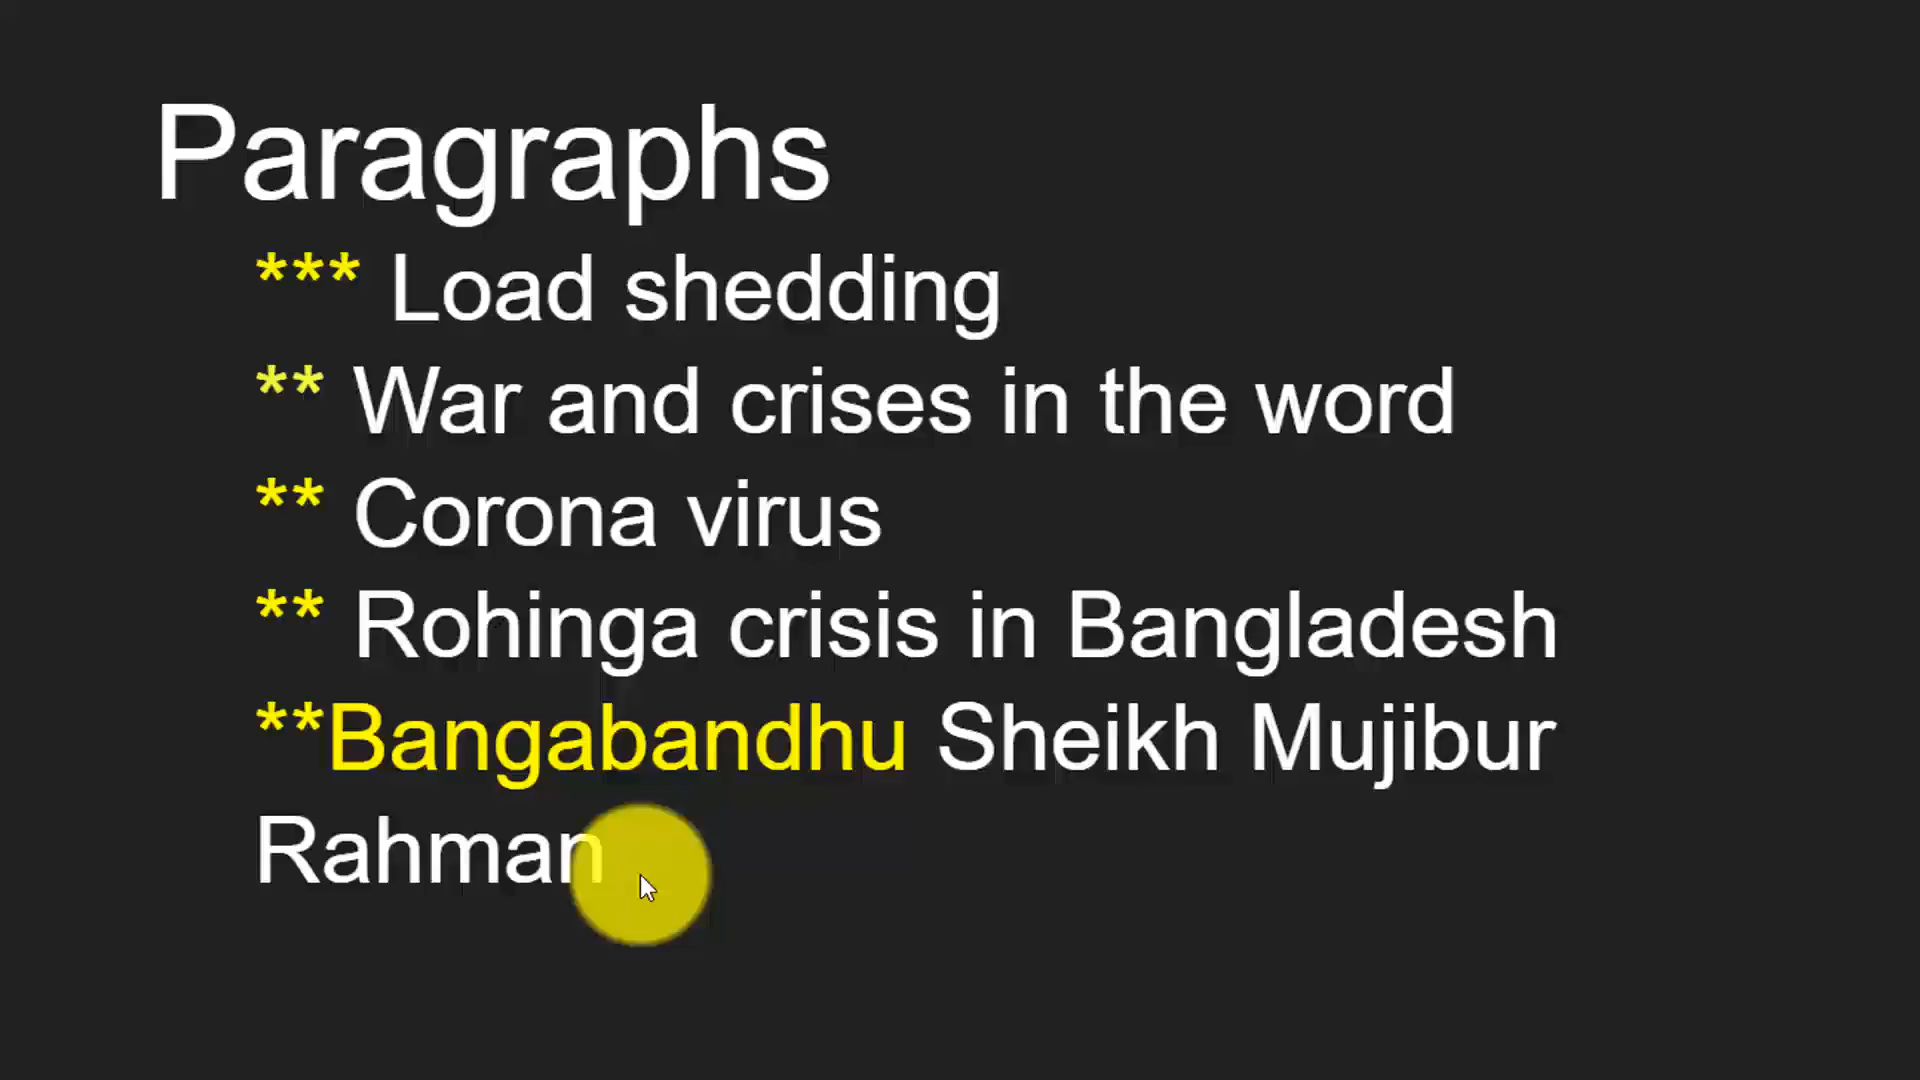 Paragraphs
*** Load shedding
** War and crises in the word
** Corona virus
** Rohinga crisis in Bangladesh
**Bangabandhu Sheikh Mujibur
Rahman